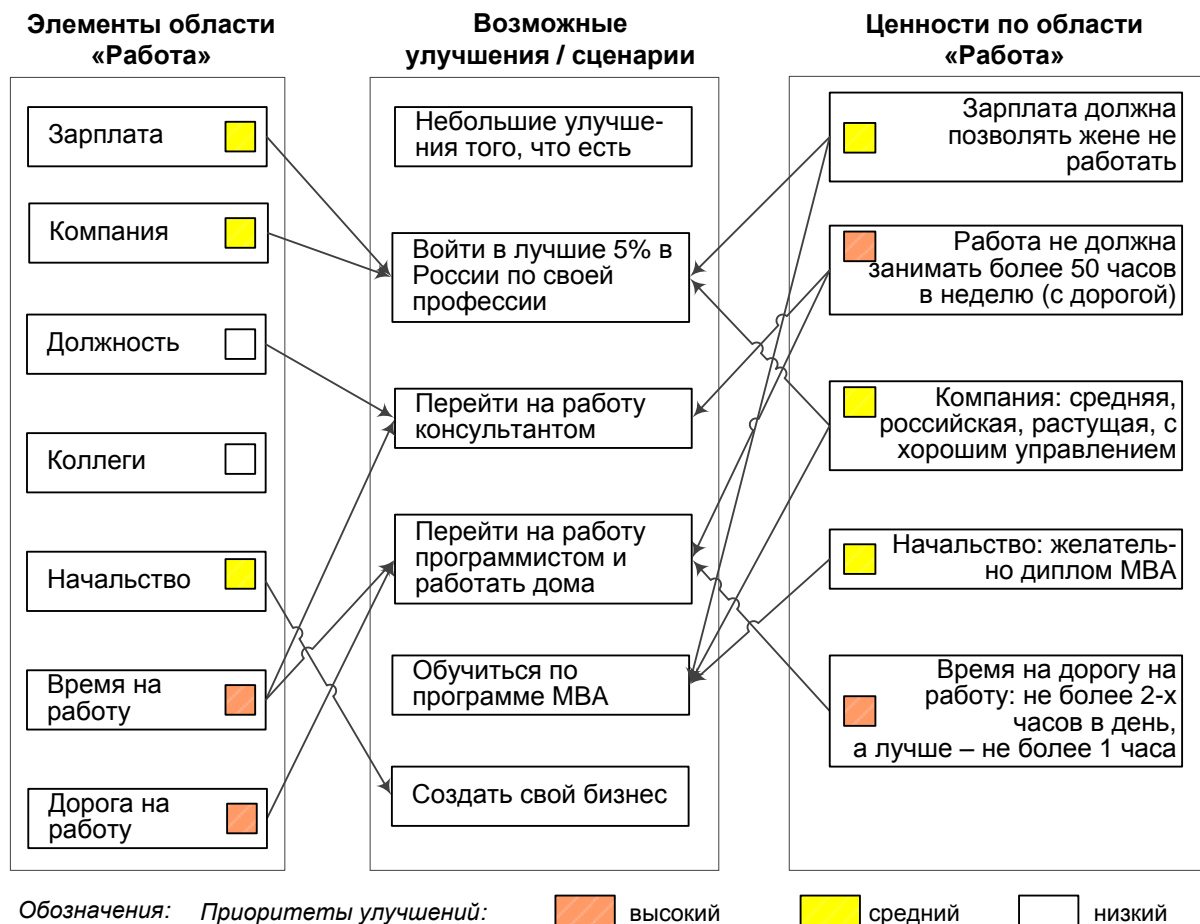 Элементы области
«Работа»
Зарплата
Компания
Должность
Коллеги
Начальство
Время на
работу
Дорога на
работу
Возможные
улучшения / сценарии
Небольшие улучше-
ния того, что есть
Войти в лучшие 5% в
России по своей
профессии
Перейти на работу
консультантом
Перейти на работу
программистом и
работать дома
Обучиться по
программе MBA
Создать свой бизнес
Ценности по области
«Работа»
Зарплата должна
позволять жене не
работать
Работа не должна
занимать более 50 часов
в неделю (с дорогой)
Компания: средняя,
российская, растущая, с
хорошим управлением
Начальство: желатель-
но диплом MBA
Время на дорогу на
работу: не более 2-х
часов в день,
а лучше – не более 1 часа
Обозначения: Приоритеты улучшений: высокий средний низкий